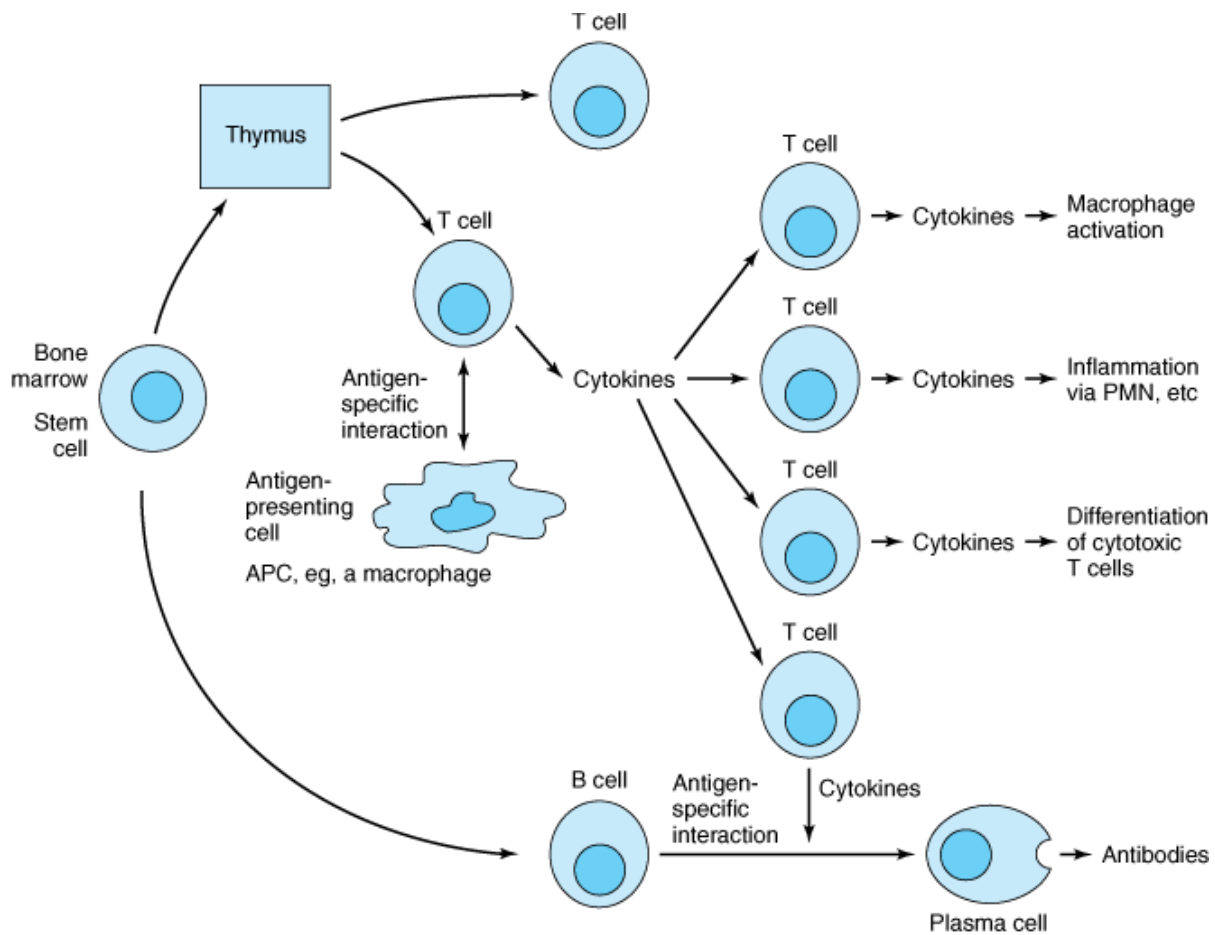 T cell
Thymus
T cell
T cell
Cytokines
Macrophage
activation
Bone
marrow
Stem
cell
Antigen-
specific
interaction
Cytokines
T cell
Cytokines
Inflammation
via PMN, etc
Antigen-
presenting
cell
APC, eg, a macrophage
T cell
Cytokines
Differentiation
of cytotoxic
T cells
T cell
B cell
Antigen-
specific
interaction
Cytokines
Plasma cell
Antibodies